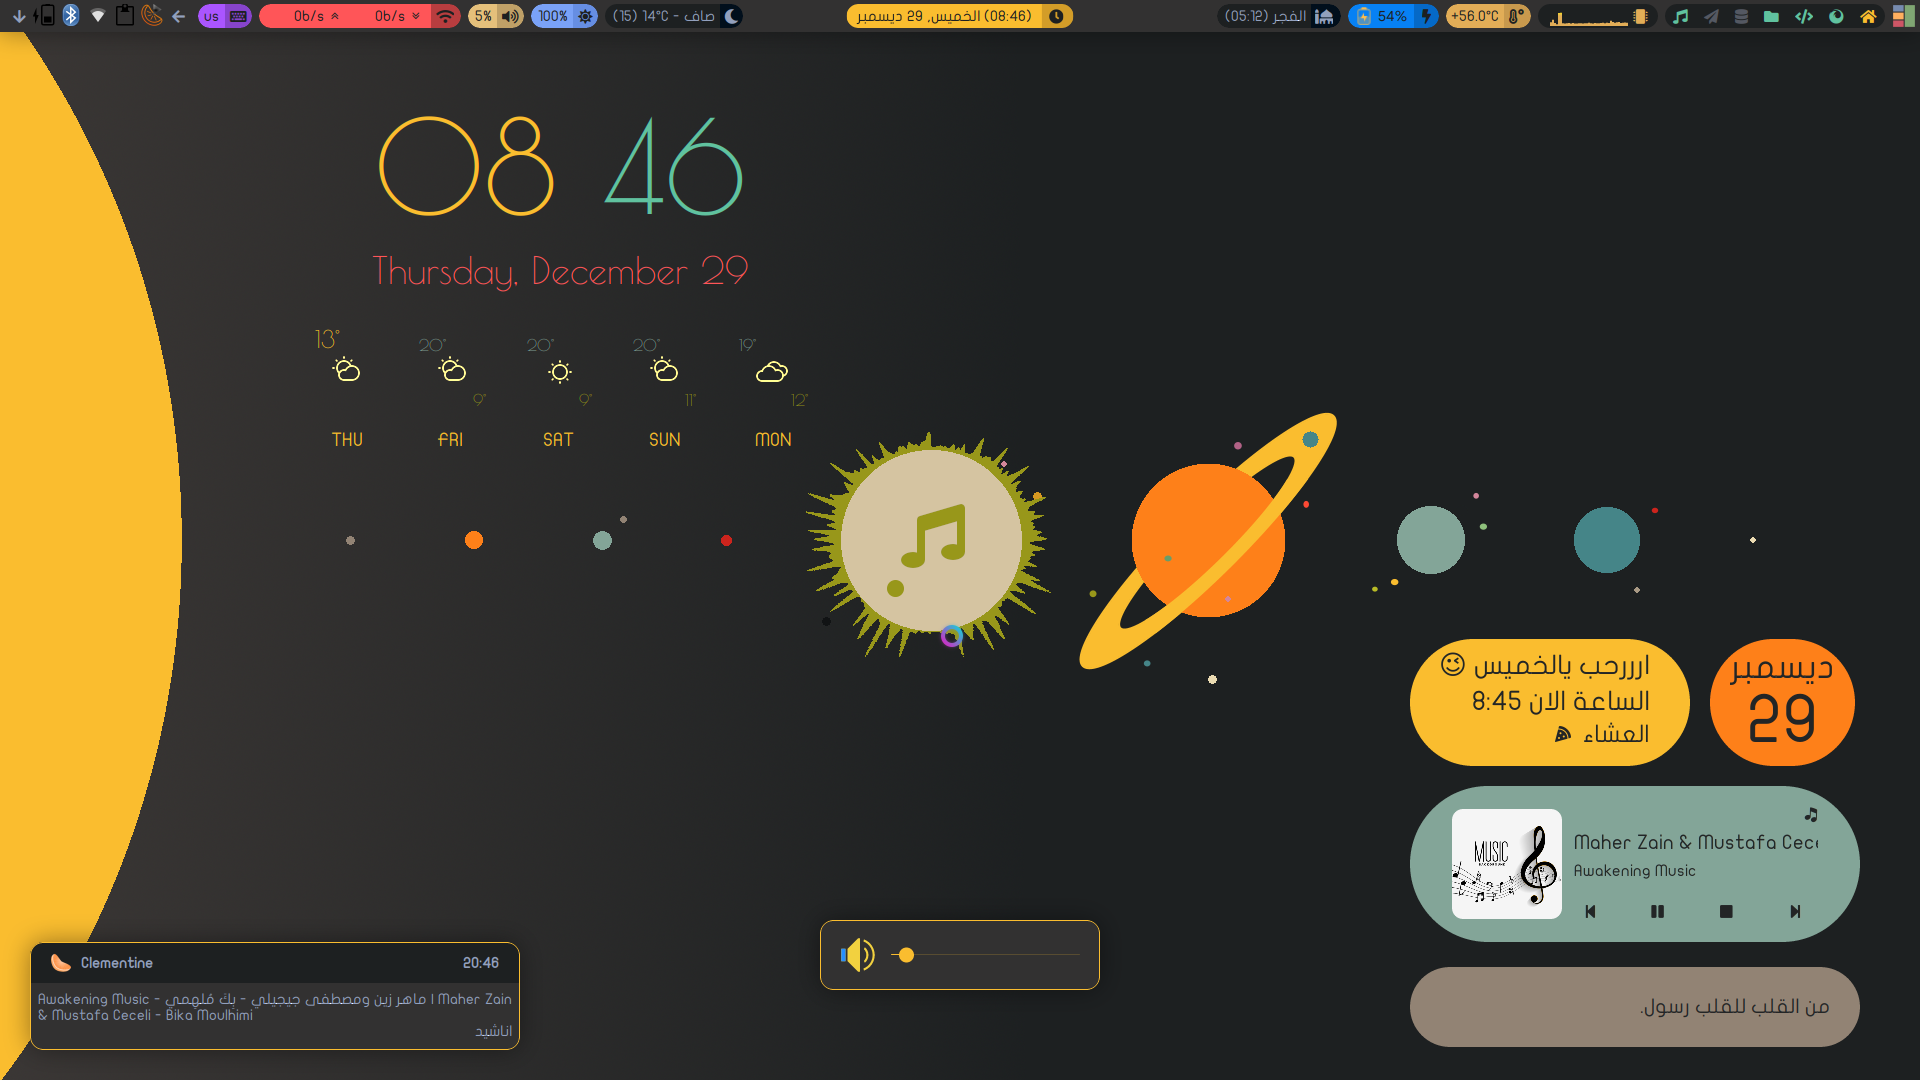 us
0b/s
0b/s
5%
100%
صاف - 14°C (15)
(08:46) الخميس, 29 ديسمبر
الفجر (05:12)
54%
+56.0°C
08 46
Thursday, December 29
13°
20°
20°
20°
19°
9°
9°
11°
12°
THU
FRI
SAT
SUN
MON
ارررحب يالخميس 😉
الساعة الان 8:45
العشاء
ديسمبر
29
MUSIC
BACKGROUND
Maher Zain & Mustafa Cece
Awakening Music
من القلب للقلب رسول.
Clementine
20:46
Awakening Music - ماهر زين ومصطفى جيجيلي - بك مُلهمي | Maher Zain
& Mustafa Ceceli - Bika Moulhimi
اناشيد